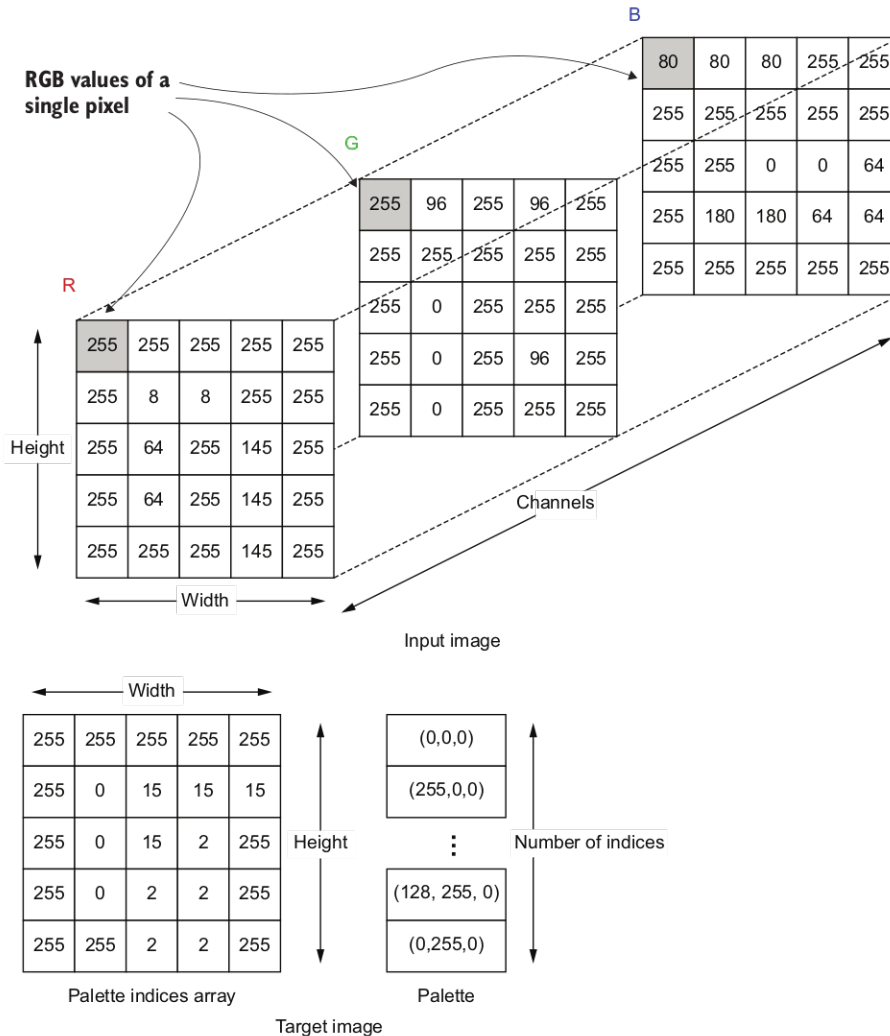 B
80 80 80 255 255
RGB values of a
single pixel
255 255 255 255 255
G
255 255 0 0 64
255 96 255 96 255
255 180 180 64 64
255 255 255 255 255
255 255 255 255 255
R
255 0 255 255 255
255 255 255 255 255
255 0 255 96 255
255 8 8 255 255
255 0 255 255 255
Height
255 64 255 145 255
255 64 255 145 255
Channels
255 255 255 145 255
Width
Input image
Width
255 255 255 255 255
(0,0,0)
255 0 15 15 15
(255,0,0)
255 0 15 2 255
Height
⋮
Number of indices
255 0 2 2 255
(128, 255, 0)
255 255 2 2 255
(0,255,0)
Palette indices array
Palette
Target image